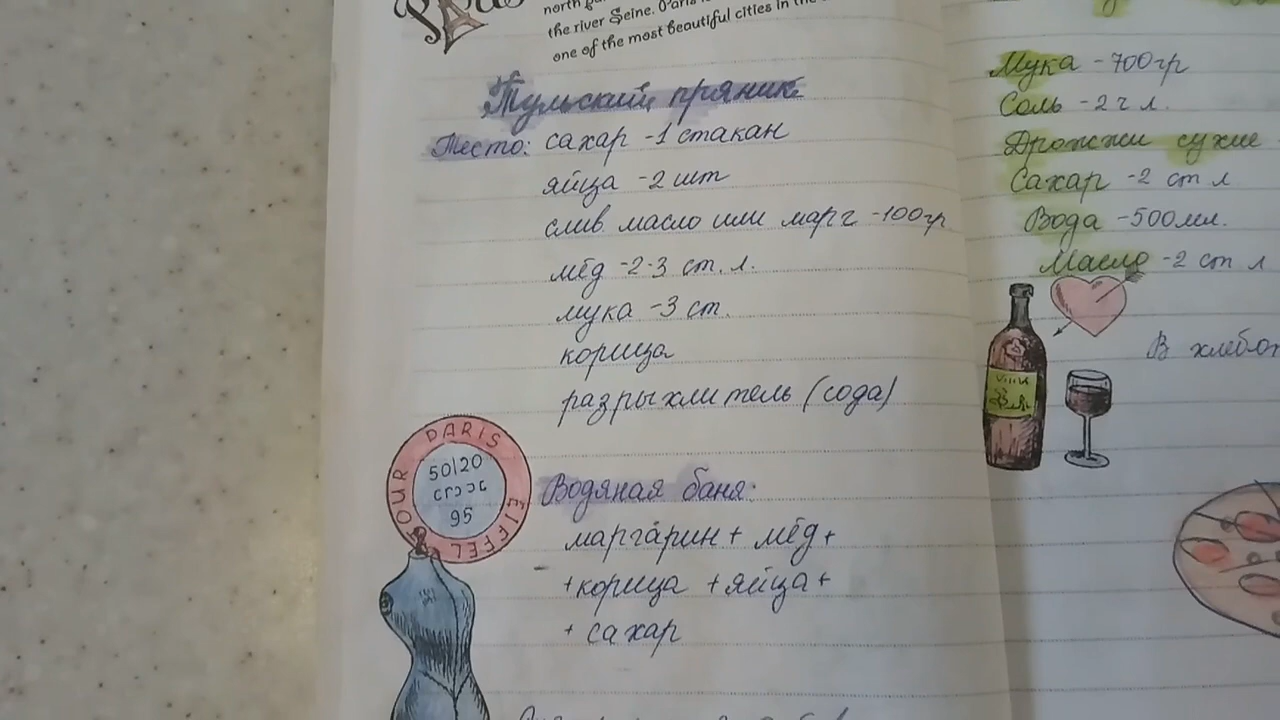 the river Seine. Paris
one of the most beautiful cities in the
Тульский пряник
Тесто: сахар -1 стакан
яйца -2 шт
слив. масло или марг -100гр
мёд -2-3 ст. л.
мука -3 ст.
корица
разрыхлитель (сода)
OUR PARIS EIFFEL
50|20
95
Водяная баня:
маргарин + мёд +
+ корица + яйца +
+ сахар
Мука -700гр
Соль -2 ч л.
Дрожжи сухие -
Сахар -2 ст л
Вода -500мл.
Масло -2 ст л
В